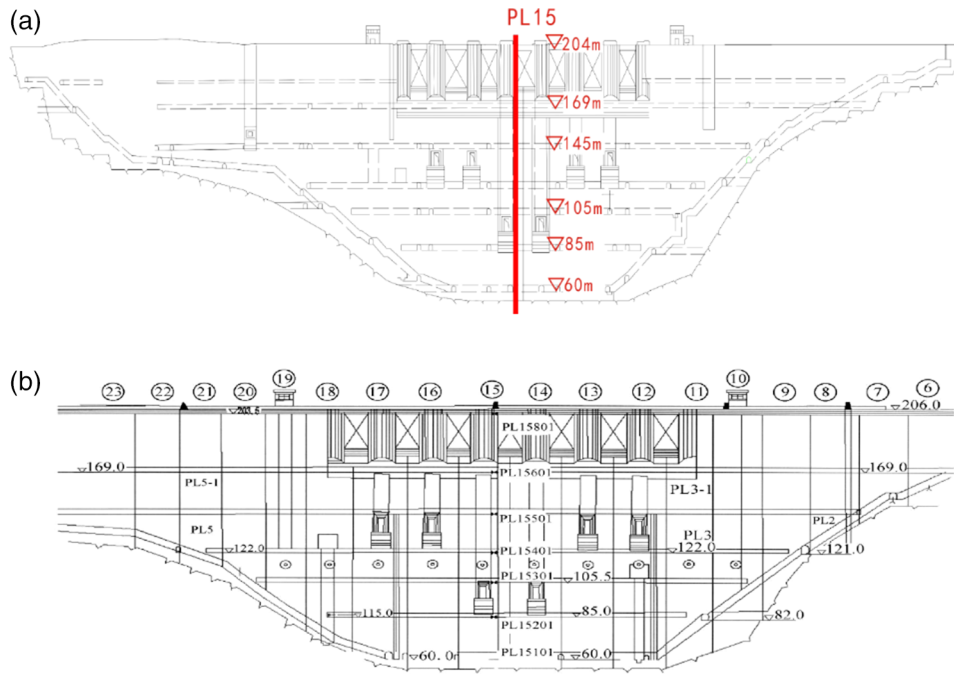 (a)
PL15
▽204m
▽169m
▽145m
▽105m
▽85m
▽60m
(b)
23 22 21 20 19 18 17 16 15 14 13 12 11 10 9 8 7 6
▽203.5 ▽206.0
PL15801
▽169.0 PL15601 ▽169.0
PL5-1 PL3-1
PL15501 PL2
PL5 PL3
▽122.0 PL15401 ▽122.0 ▽121.0
PL15301 ▽105.5
▽115.0 ▽85.0 ▽82.0
PL15201
▽60.0 PL15101 ▽60.0